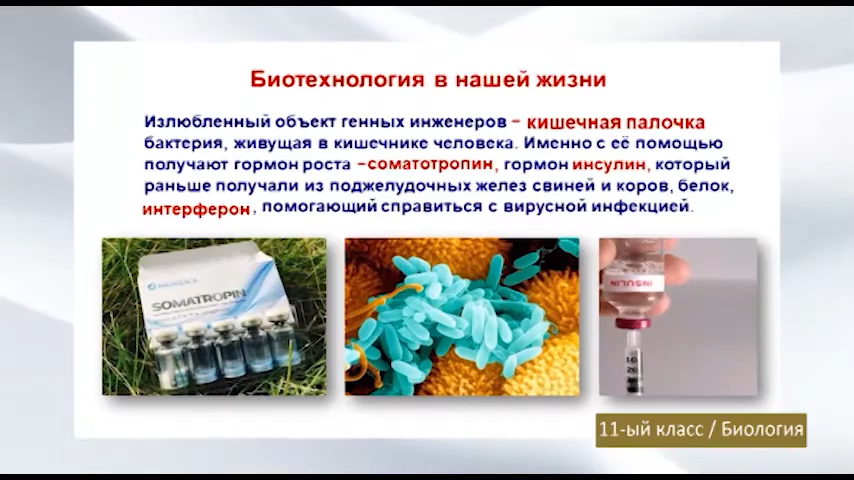 Биотехнология в нашей жизни
Излюбленный объект генных инженеров – кишечная палочка
бактерия, живущая в кишечнике человека. Именно с её помощью
получают гормон роста –соматотропин, гормон инсулин, который
раньше получали из поджелудочных желез свиней и коров, белок,
интерферон, помогающий справиться с вирусной инфекцией.
SOMATROPIN
INSULIN
11-ый класс / Биология